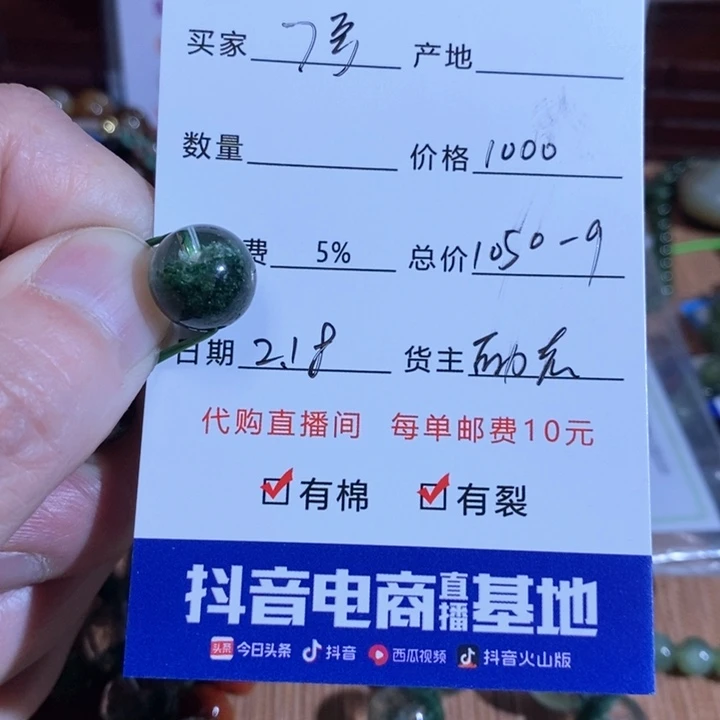 买家 产地
数量 价格 1000
费 5% 总价 1050-9
日期 2.18 货主
代购直播间 每单邮费10元
有棉 有裂
抖音电商直播基地
头条 今日头条 抖音 西瓜视频 抖音火山版